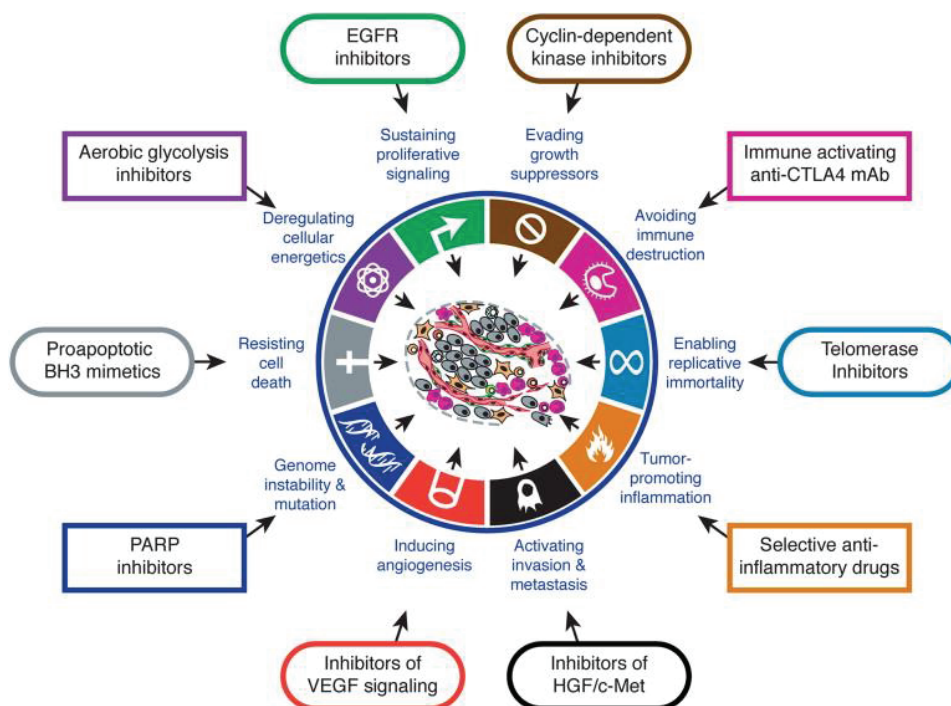 EGFR
inhibitors
Cyclin-dependent
kinase inhibitors
Sustaining
proliferative
signaling
Evading
growth
suppressors
Aerobic glycolysis
inhibitors
Immune activating
anti-CTLA4 mAb
Deregulating
cellular
energetics
Avoiding
immune
destruction
Proapoptotic
BH3 mimetics
Resisting
cell
death
Enabling
replicative
immortality
Telomerase
Inhibitors
Genome
instability &
mutation
Tumor-
promoting
inflammation
PARP
inhibitors
Inducing
angiogenesis
Activating
invasion &
metastasis
Selective anti-
inflammatory drugs
Inhibitors of
VEGF signaling
Inhibitors of
HGF/c-Met